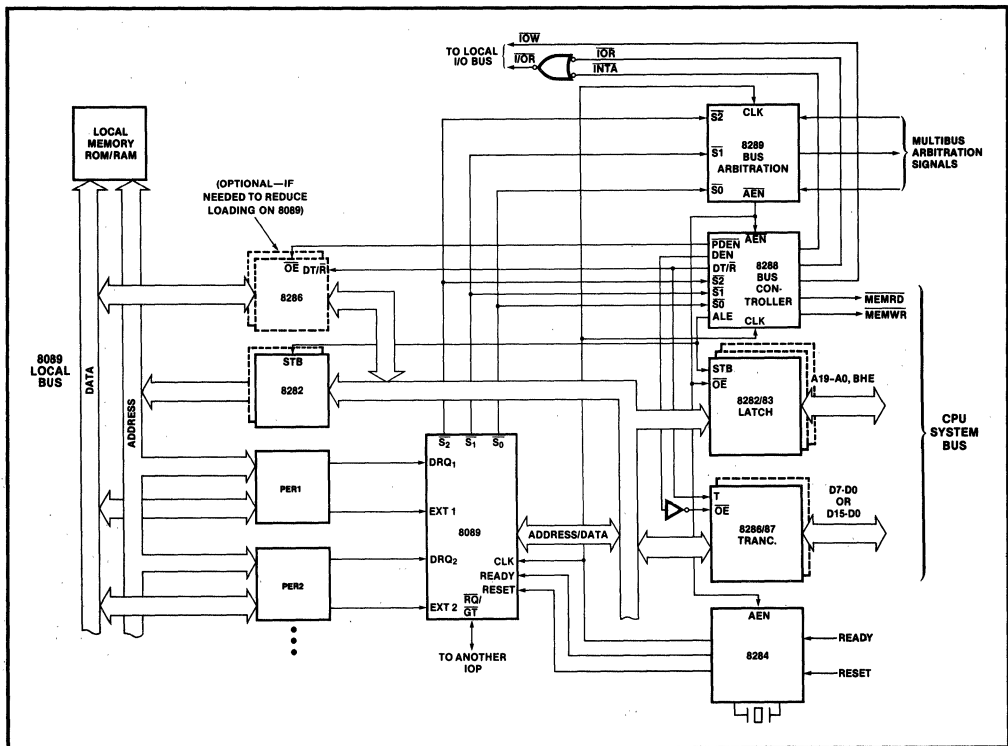 IOW
TO LOCAL
I/O BUS
I/OR
IOR
INTA
LOCAL
MEMORY
ROM/RAM
(OPTIONAL—IF
NEEDED TO REDUCE
LOADING ON 8089)
S2
CLK
8289
BUS
ARBITRATION
S1
S0
AEN
MULTIBUS
ARBITRATION
SIGNALS
OE
DT/R
8286
PDEN
DEN
DT/R
S2
S1
S0
ALE
AEN
8288
BUS
CON-
TROLLER
CLK
MEMRD
MEMWR
8089
LOCAL
BUS
DATA
ADDRESS
STB
8282
STB
OE
8282/83
LATCH
A19–A0, BHE
CPU
SYSTEM
BUS
S2
S1
S0
PER1
DRQ1
EXT 1
8089
ADDRESS/DATA
T
OE
8286/87
TRANC.
D7-D0
OR
D15-D0
PER2
DRQ2
EXT 2
CLK
READY
RESET
RQ/
GT
TO ANOTHER
IOP
AEN
8284
READY
RESET